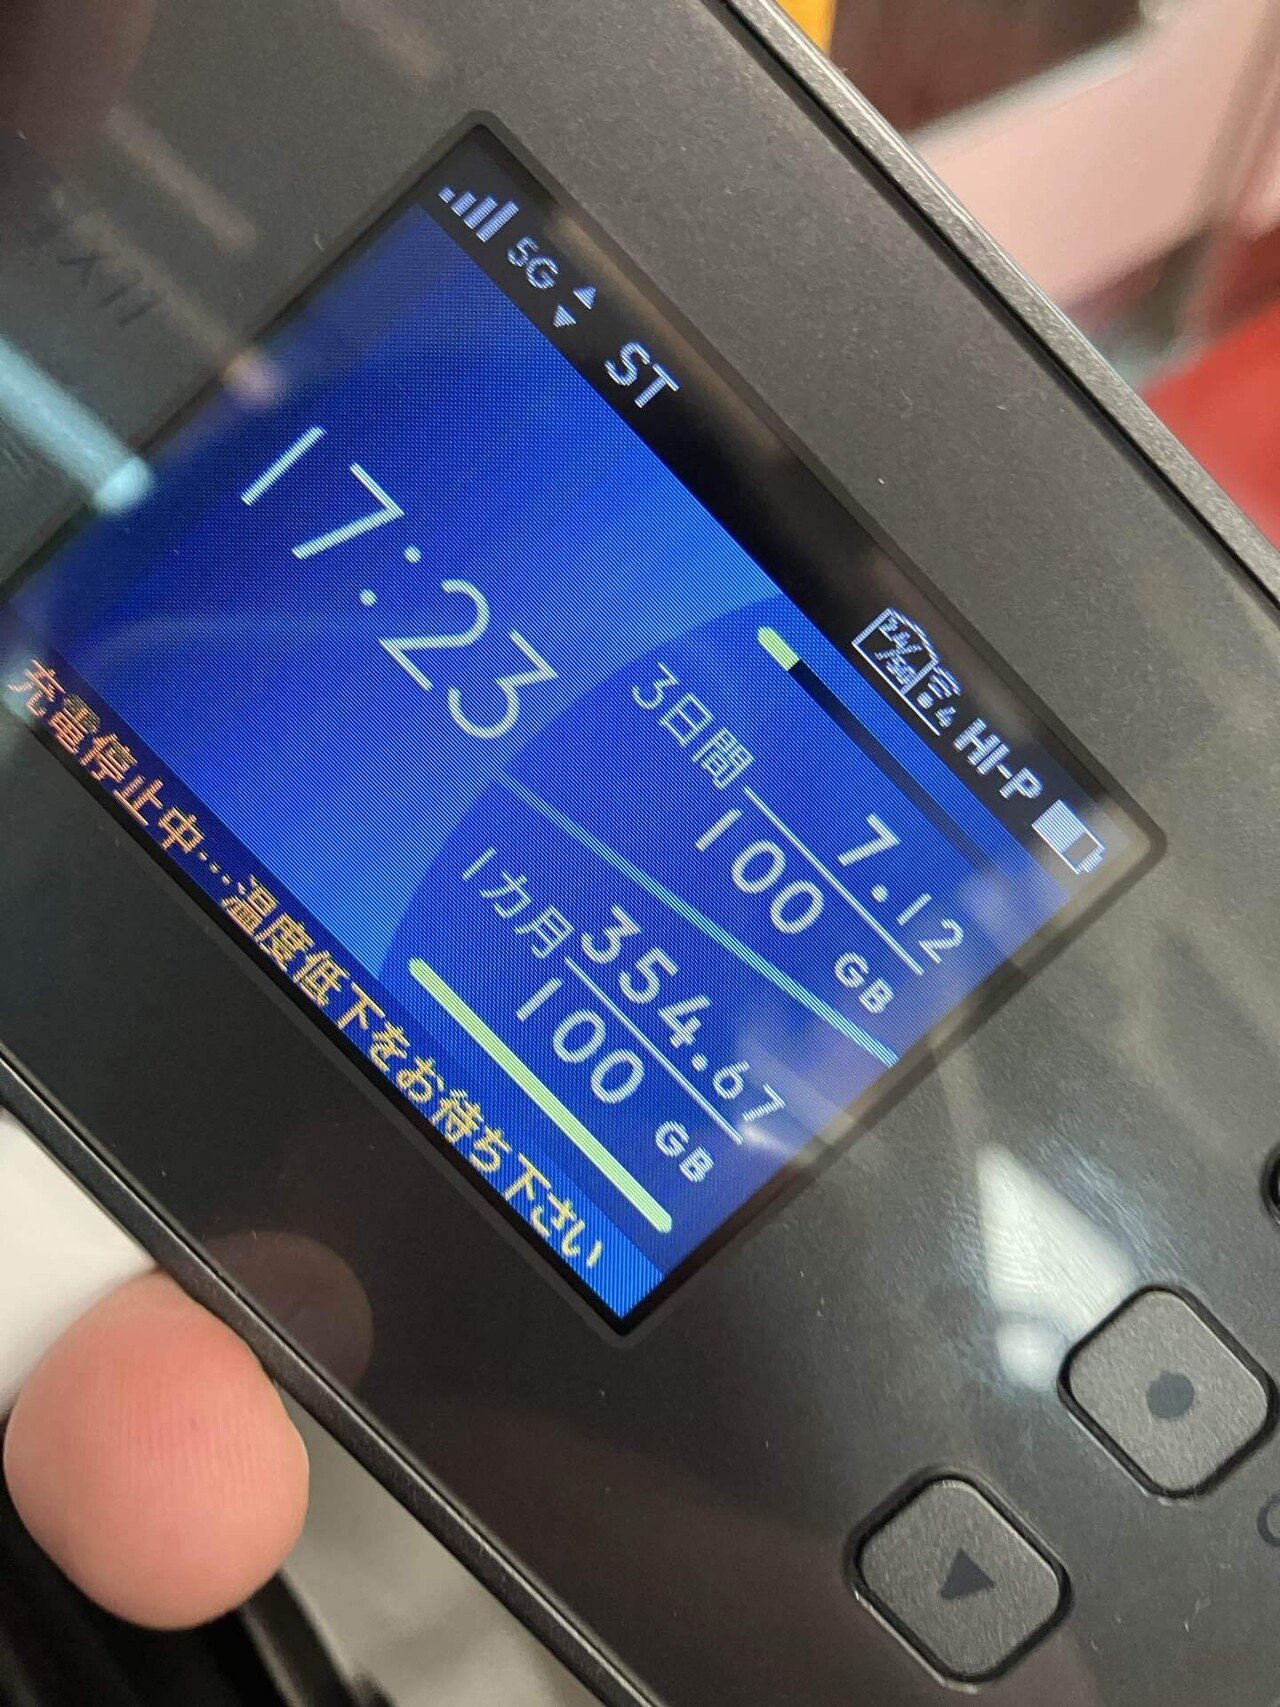 5G ST HI-P
17:23
3日間 7.12
100 GB
1カ月 354.67
100 GB
充電停止中…温度低下をお待ち下さい